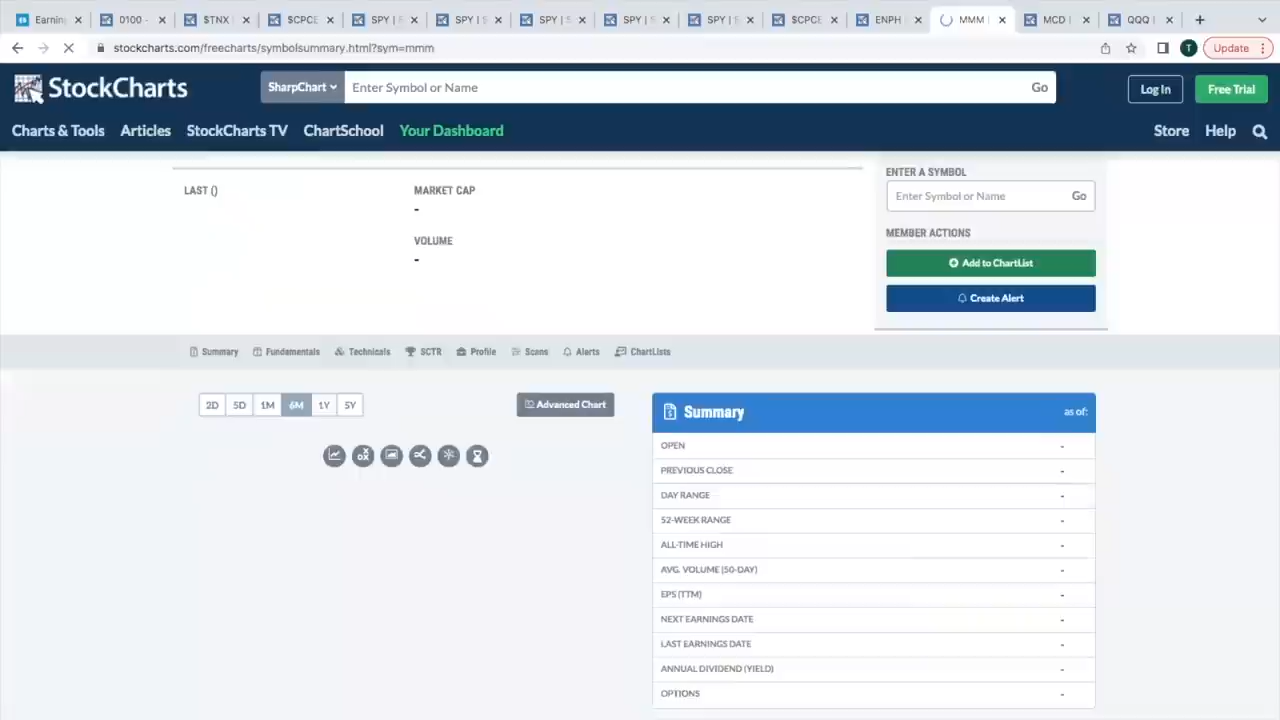 Earning
0100 -
$TNX |
$CPCE
SPY |
SPY | S
SPY | S
SPY | S
SPY | S
$CPCE
ENPH
MMM |
MCD |
QQQ |
stockcharts.com/freecharts/symbolsummary.html?sym=mmm
T
Update
StockCharts
SharpChart
Enter Symbol or Name
Go
Log In
Free Trial
Charts & Tools
Articles
StockCharts TV
ChartSchool
Your Dashboard
Store
Help
LAST ()
MARKET CAP
-
VOLUME
-
ENTER A SYMBOL
Enter Symbol or Name
Go
MEMBER ACTIONS
Add to ChartList
Create Alert
Summary
Fundamentals
Technicals
SCTR
Profile
Scans
Alerts
ChartLists
2D
5D
1M
6M
1Y
5Y
Advanced Chart
Summary
as of:
OPEN -
PREVIOUS CLOSE -
DAY RANGE -
52-WEEK RANGE -
ALL-TIME HIGH -
AVG. VOLUME (50-DAY) -
EPS (TTM) -
NEXT EARNINGS DATE -
LAST EARNINGS DATE -
ANNUAL DIVIDEND (YIELD) -
OPTIONS -